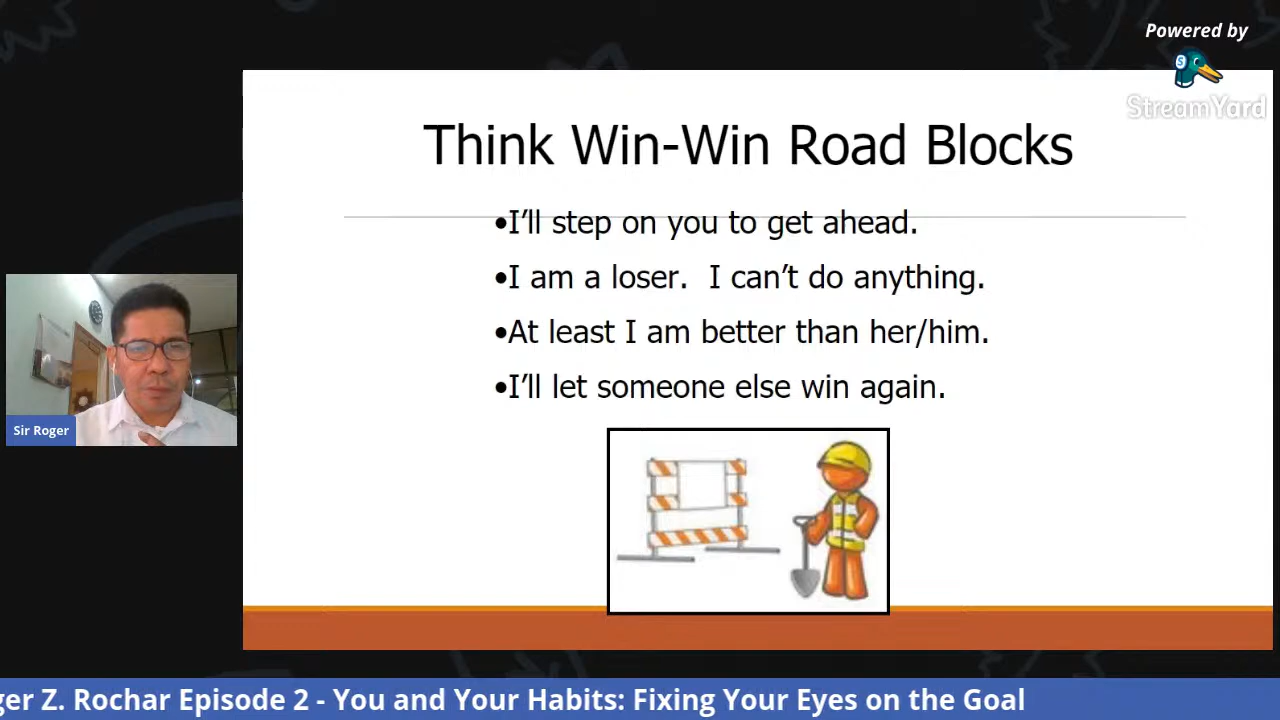 Powered by
StreamYard
Think Win-Win Road Blocks
•I’ll step on you to get ahead.
•I am a loser.  I can’t do anything.
•At least I am better than her/him.
•I’ll let someone else win again.
Sir Roger
ger Z. Rochar Episode 2 - You and Your Habits: Fixing Your Eyes on the Goal